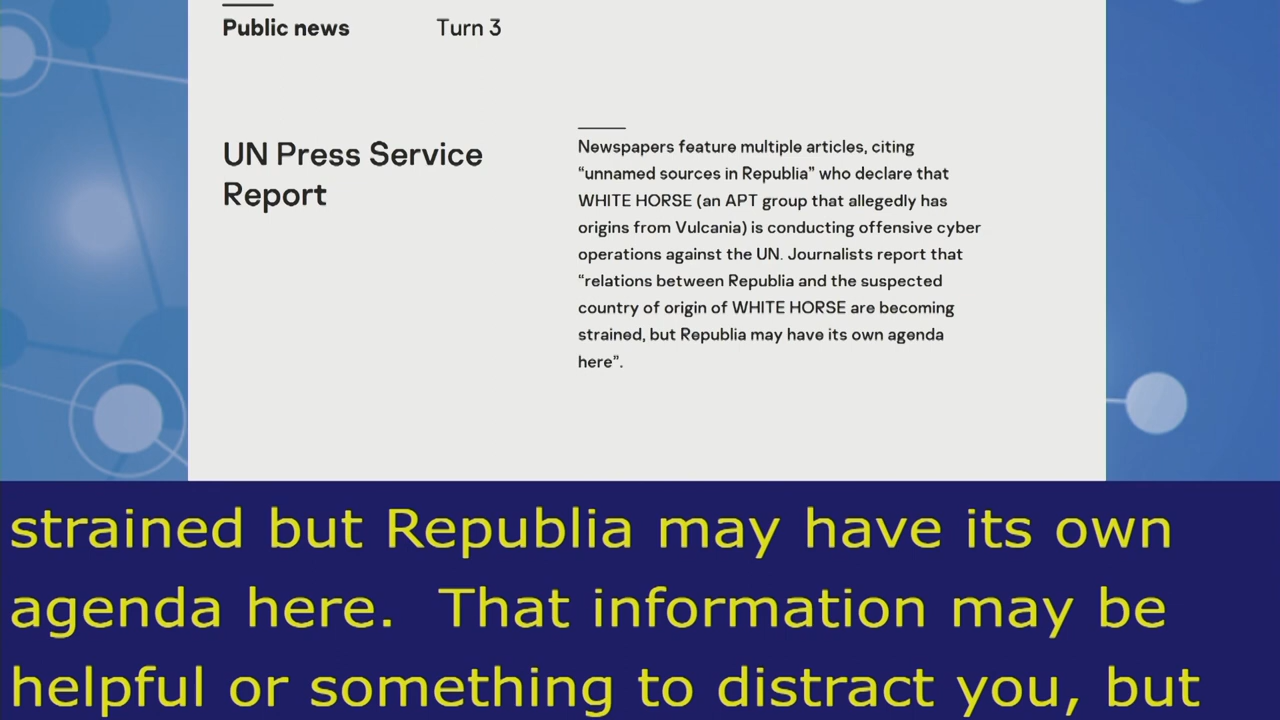 Public news
Turn 3
UN Press Service
Report
Newspapers feature multiple articles, citing
“unnamed sources in Republia” who declare that
WHITE HORSE (an APT group that allegedly has
origins from Vulcania) is conducting offensive cyber
operations against the UN. Journalists report that
“relations between Republia and the suspected
country of origin of WHITE HORSE are becoming
strained, but Republia may have its own agenda
here”.
strained but Republia may have its own
agenda here.  That information may be
helpful or something to distract you, but